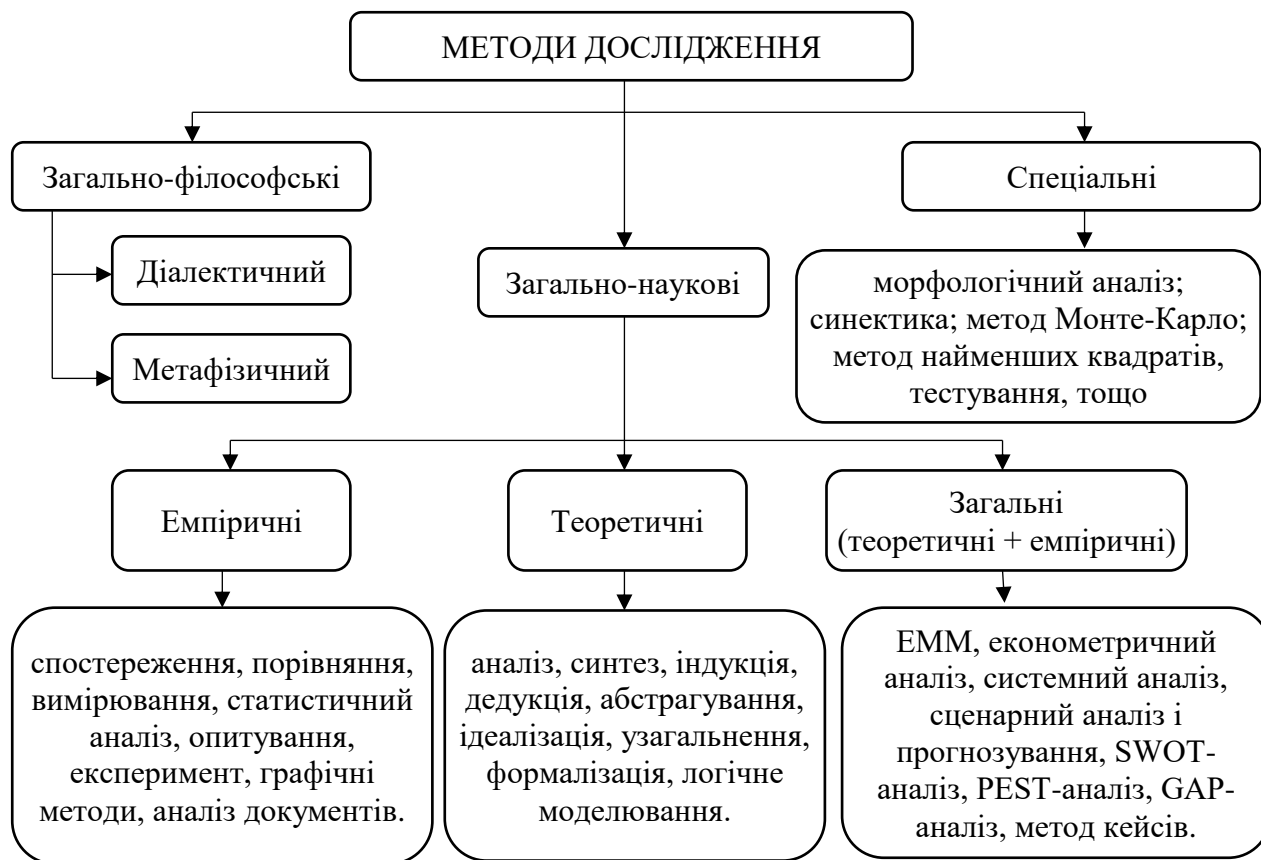 МЕТОДИ ДОСЛІДЖЕННЯ
Загально-філософські
Діалектичний
Метафізичний
Загально-наукові
Спеціальні
морфологічний аналіз;
синектика; метод Монте-Карло;
метод найменших квадратів,
тестування, тощо
Емпіричні
спостереження, порівняння,
вимірювання, статистичний
аналіз, опитування,
експеримент, графічні
методи, аналіз документів.
Теоретичні
аналіз, синтез, індукція,
дедукція, абстрагування,
ідеалізація, узагальнення,
формалізація, логічне
моделювання.
Загальні
(теоретичні + емпіричні)
ЕММ, економетричний
аналіз, системний аналіз,
сценарний аналіз і
прогнозування, SWOT-
аналіз, PEST-аналіз, GAP-
аналіз, метод кейсів.